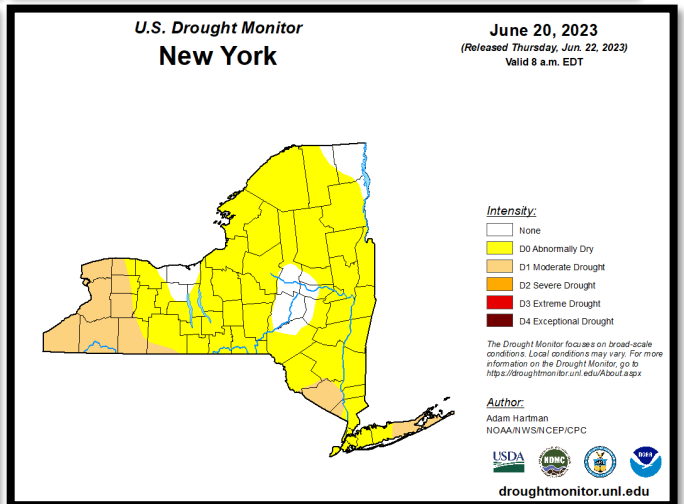 U.S. Drought Monitor
New York
June 20, 2023
(Released Thursday, Jun. 22, 2023)
Valid 8 a.m. EDT
Intensity:
None
D0 Abnormally Dry
D1 Moderate Drought
D2 Severe Drought
D3 Extreme Drought
D4 Exceptional Drought
The Drought Monitor focuses on broad-scale
conditions. Local conditions may vary. For more
information on the Drought Monitor, go to
https://droughtmonitor.unl.edu/About.aspx
Author:
Adam Hartman
NOAA/NWS/NCEP/CPC
USDA
NDMC
droughtmonitor.unl.edu